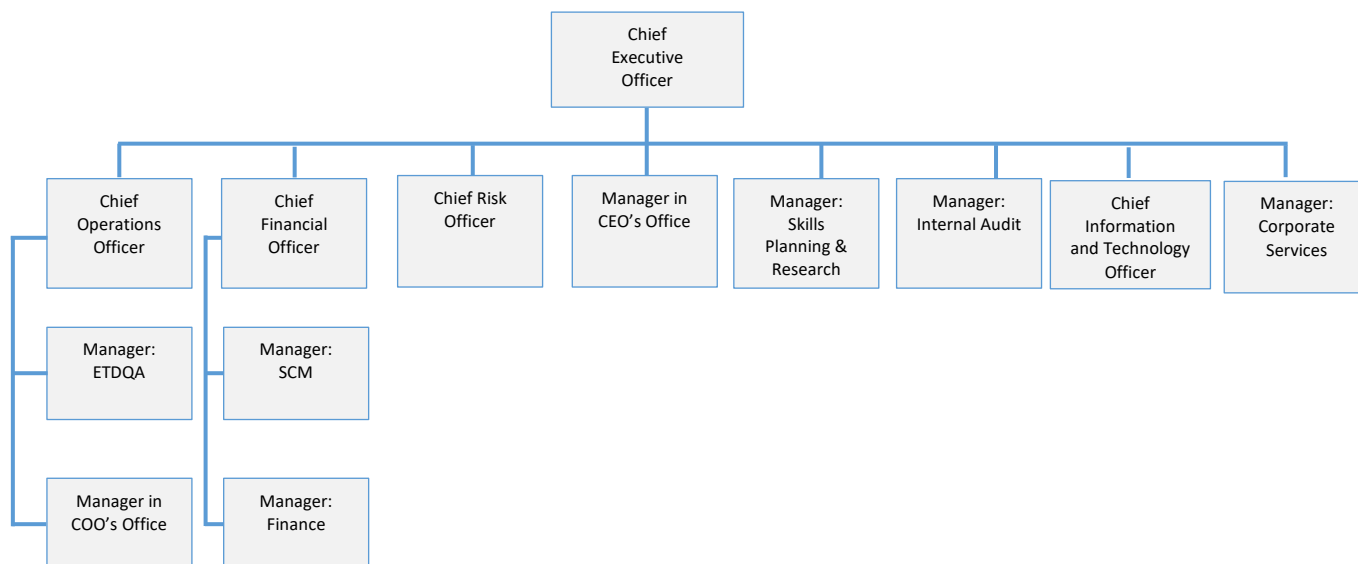 Chief
Executive
Officer
Chief
Operations
Officer
Chief
Financial
Officer
Chief Risk
Officer
Manager in
CEO’s Office
Manager:
Skills
Planning &
Research
Manager:
Internal Audit
Chief
Information
and Technology
Officer
Manager:
Corporate
Services
Manager:
ETDQA
Manager:
SCM
Manager in
COO’s Office
Manager:
Finance